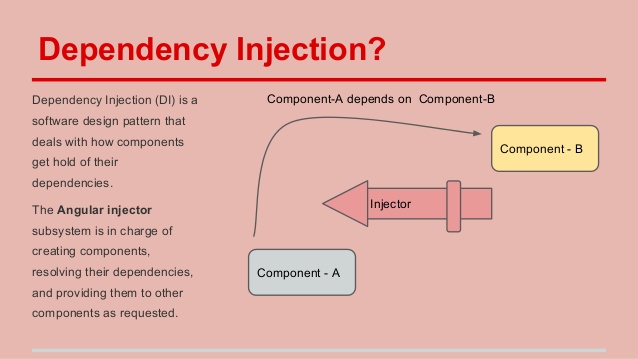 Dependency Injection?
Dependency Injection (DI) is a
software design pattern that
deals with how components
get hold of their
dependencies.
The Angular injector
subsystem is in charge of
creating components,
resolving their dependencies,
and providing them to other
components as requested.
Component-A depends on  Component-B
Component - B
Injector
Component - A